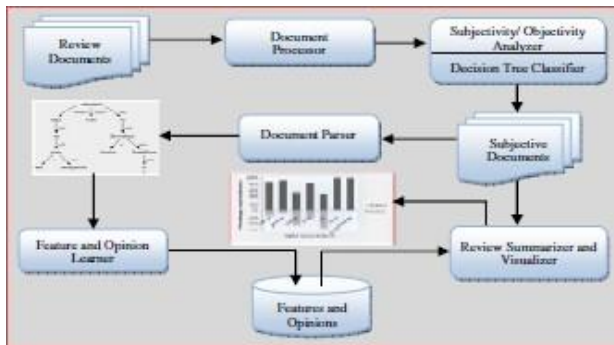 Review
Documents
Document
Processor
Subjectivity/ Objectivity
Analyzer
Decision Tree Classifier
Document Parser
Subjective
Documents
Feature and Opinion
Learner
Features and
Opinions
Review Summarizer and
Visualizer